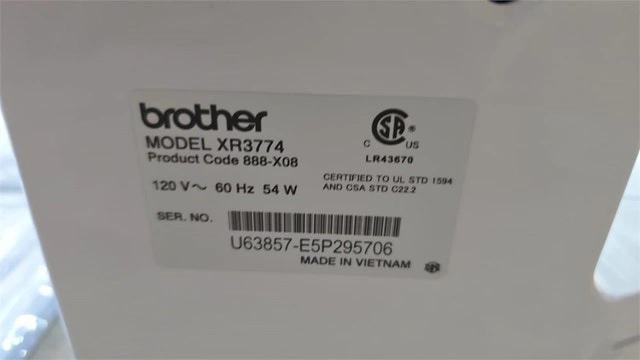 brother
MODEL XR3774
Product Code 888-X08
120 V~ 60 Hz 54 W
SA
C US
LR43670
CERTIFIED TO UL STD 1594
AND CSA STD C22.2
SER. NO.
U63857-E5P295706
MADE IN VIETNAM